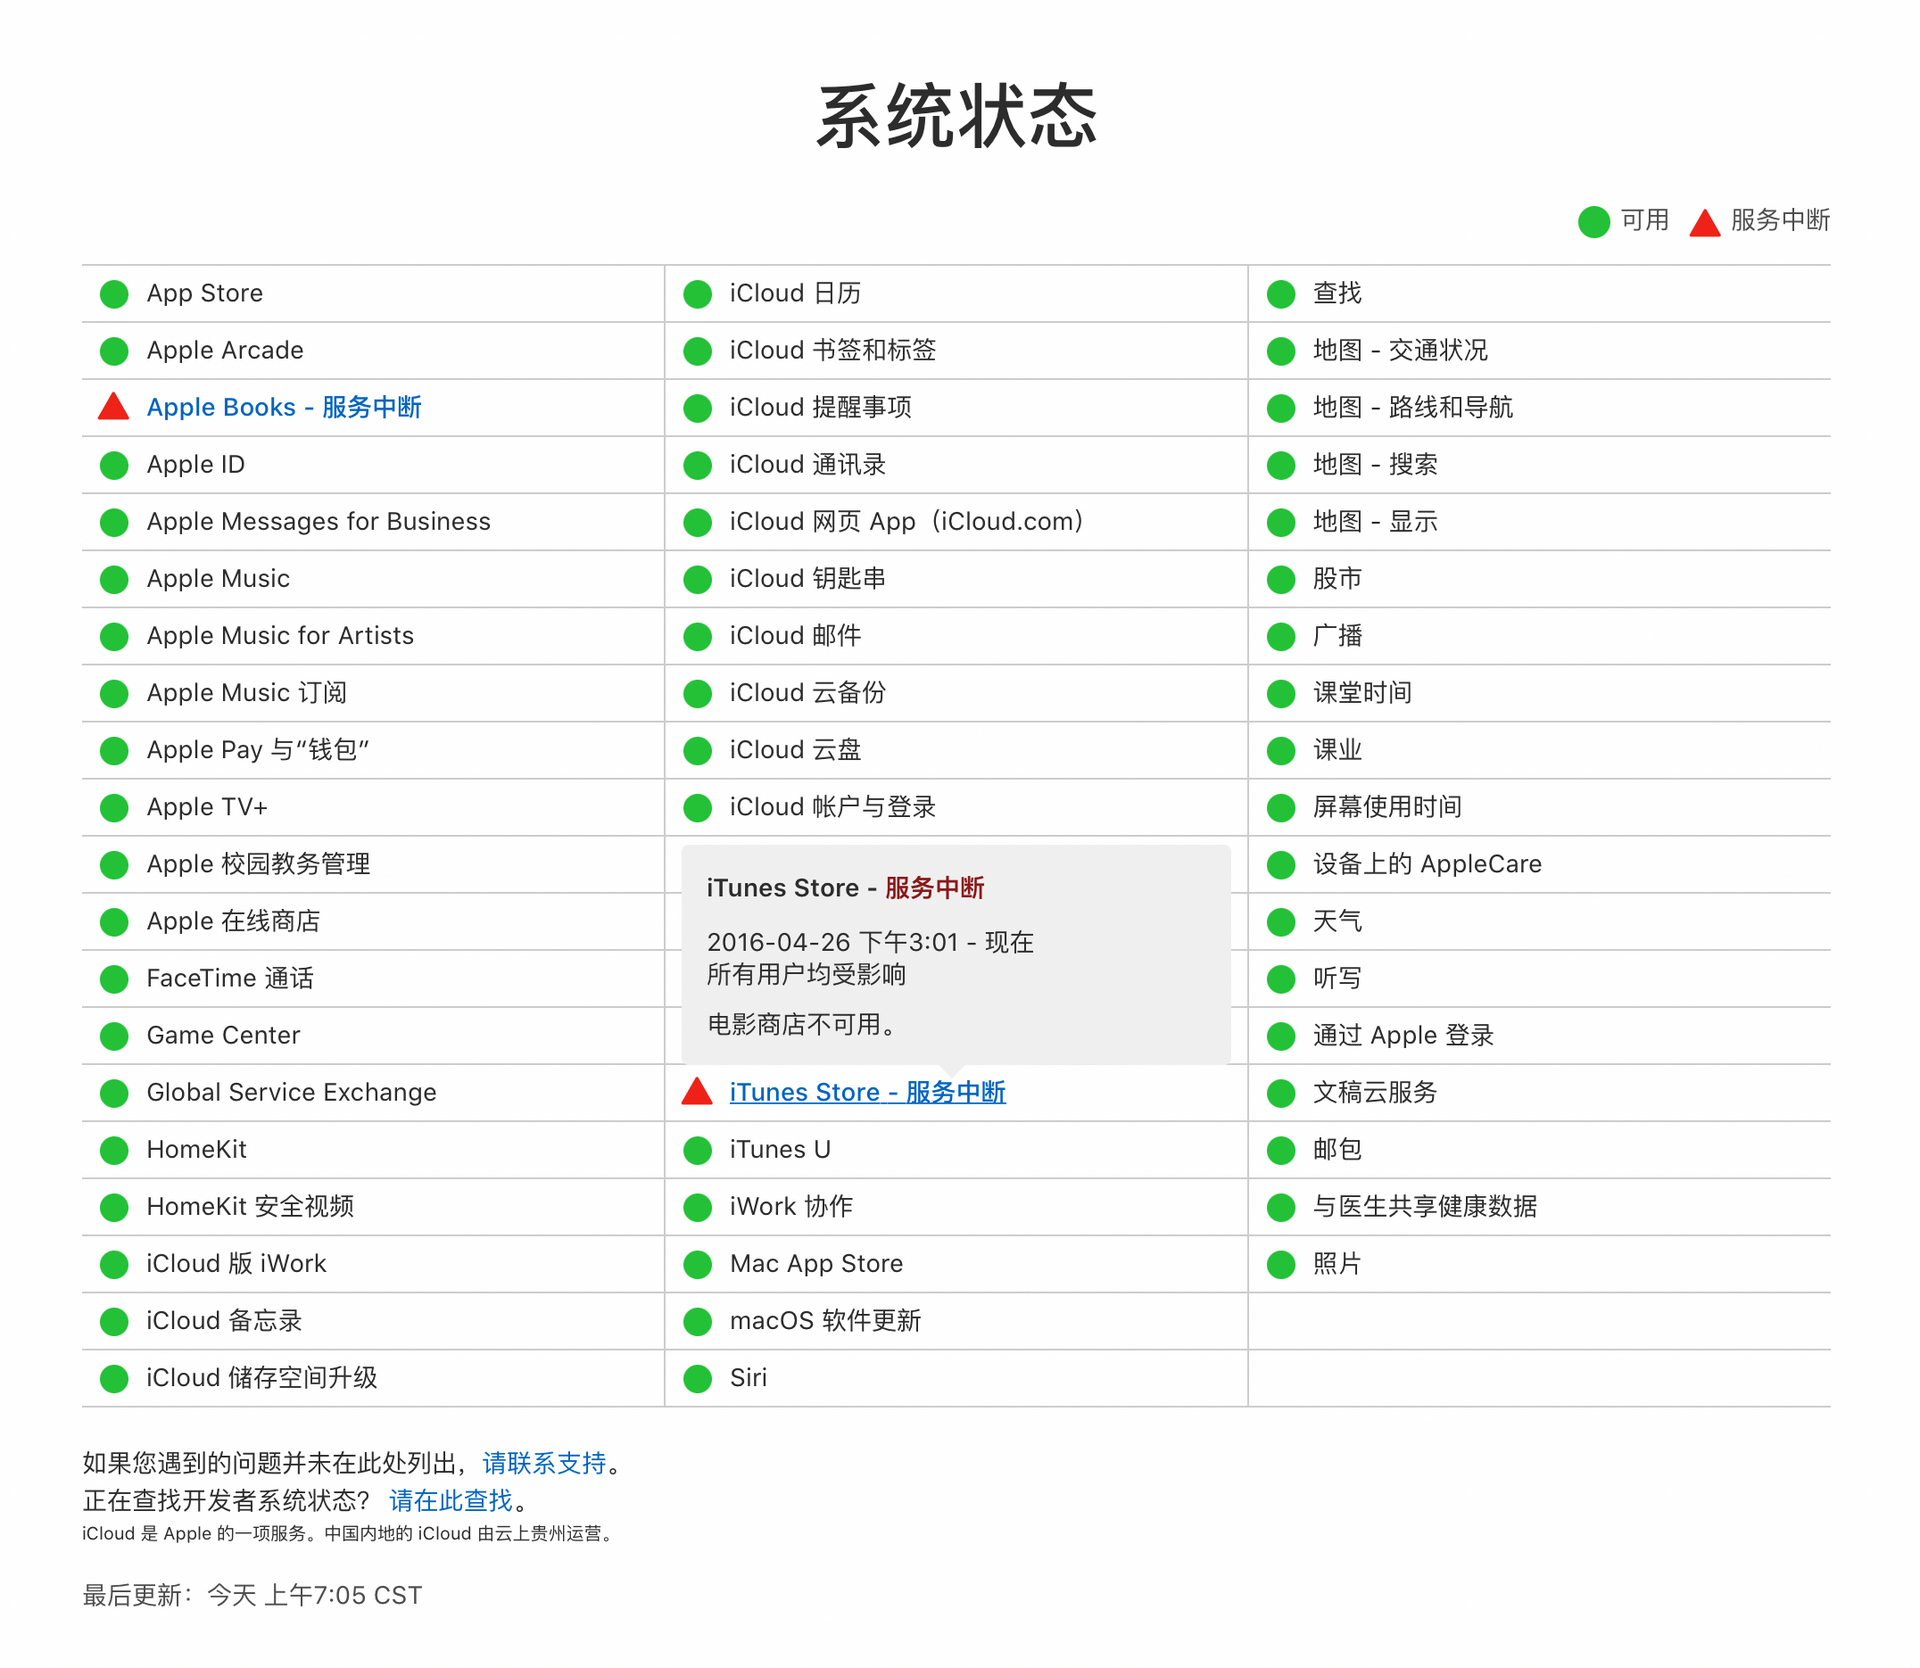 系统状态
可用 服务中断
App Store
Apple Arcade
Apple Books - 服务中断
Apple ID
Apple Messages for Business
Apple Music
Apple Music for Artists
Apple Music 订阅
Apple Pay 与“钱包”
Apple TV+
Apple 校园教务管理
Apple 在线商店
FaceTime 通话
Game Center
Global Service Exchange
HomeKit
HomeKit 安全视频
iCloud 版 iWork
iCloud 备忘录
iCloud 储存空间升级
iCloud 日历
iCloud 书签和标签
iCloud 提醒事项
iCloud 通讯录
iCloud 网页 App（iCloud.com）
iCloud 钥匙串
iCloud 邮件
iCloud 云备份
iCloud 云盘
iCloud 帐户与登录
iTunes Store - 服务中断
2016-04-26 下午3:01 - 现在
所有用户均受影响
电影商店不可用。
iTunes Store - 服务中断
iTunes U
iWork 协作
Mac App Store
macOS 软件更新
Siri
查找
地图 - 交通状况
地图 - 路线和导航
地图 - 搜索
地图 - 显示
股市
广播
课堂时间
课业
屏幕使用时间
设备上的 AppleCare
天气
听写
通过 Apple 登录
文稿云服务
邮包
与医生共享健康数据
照片
如果您遇到的问题并未在此处列出，请联系支持。
正在查找开发者系统状态？ 请在此查找。
iCloud 是 Apple 的一项服务。中国内地的 iCloud 由云上贵州运营。
最后更新：今天 上午7:05 CST